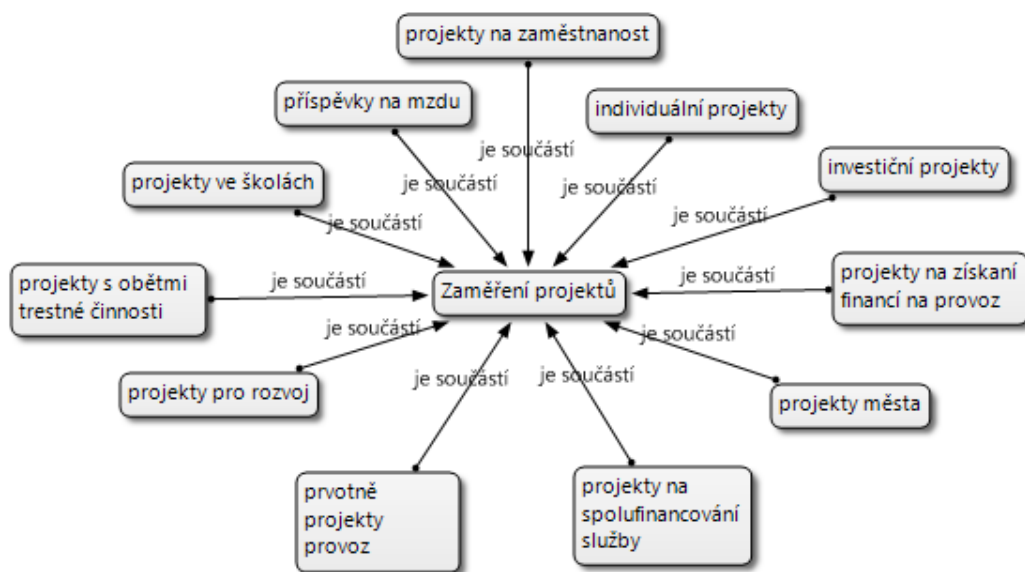 projekty na zaměstnanost
příspěvky na mzdu
individuální projekty
je součástí
investiční projekty
projekty ve školách
je součástí
je součástí
je součástí
je součástí
projekty s obětmi
trestné činnosti
je součástí
Zaměření projektů
je součástí
projekty na získaní
financí na provoz
je součástí
je součástí
projekty pro rozvoj
je součástí
je součástí
projekty města
prvotně
projekty
provoz
projekty na
spolufinancování
služby